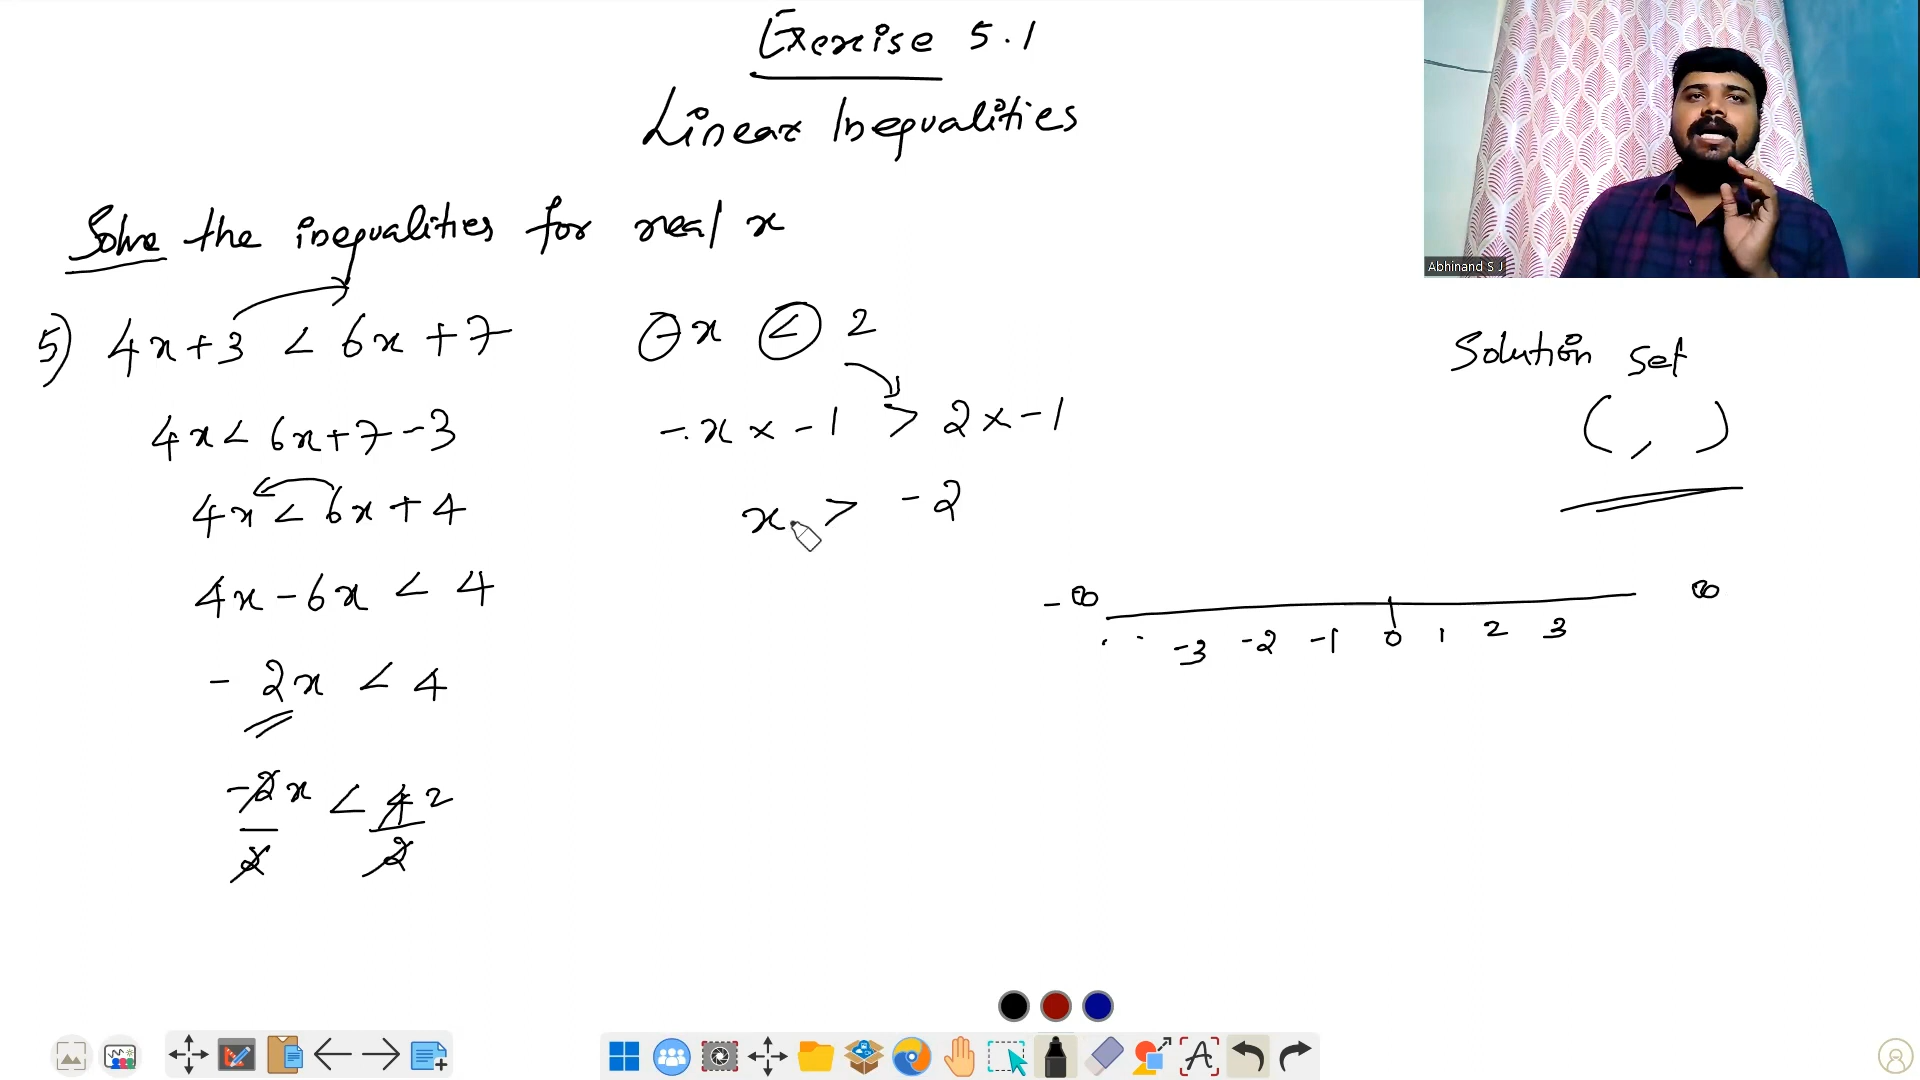 Exercise 5.1
Linear Inequalities
Solve the inequalities for real x
5) 4x+3 < 6x+7
4x < 6x+7-3
4x < 6x+4
4x-6x < 4
-2x < 4
-2x/2 < 4/2 2
-x < 2
-x × -1 > 2×-1
x > -2
Solution set
( , )
-∞ ∞
. . -3 -2 -1 0 1 2 3
Abhinand S J